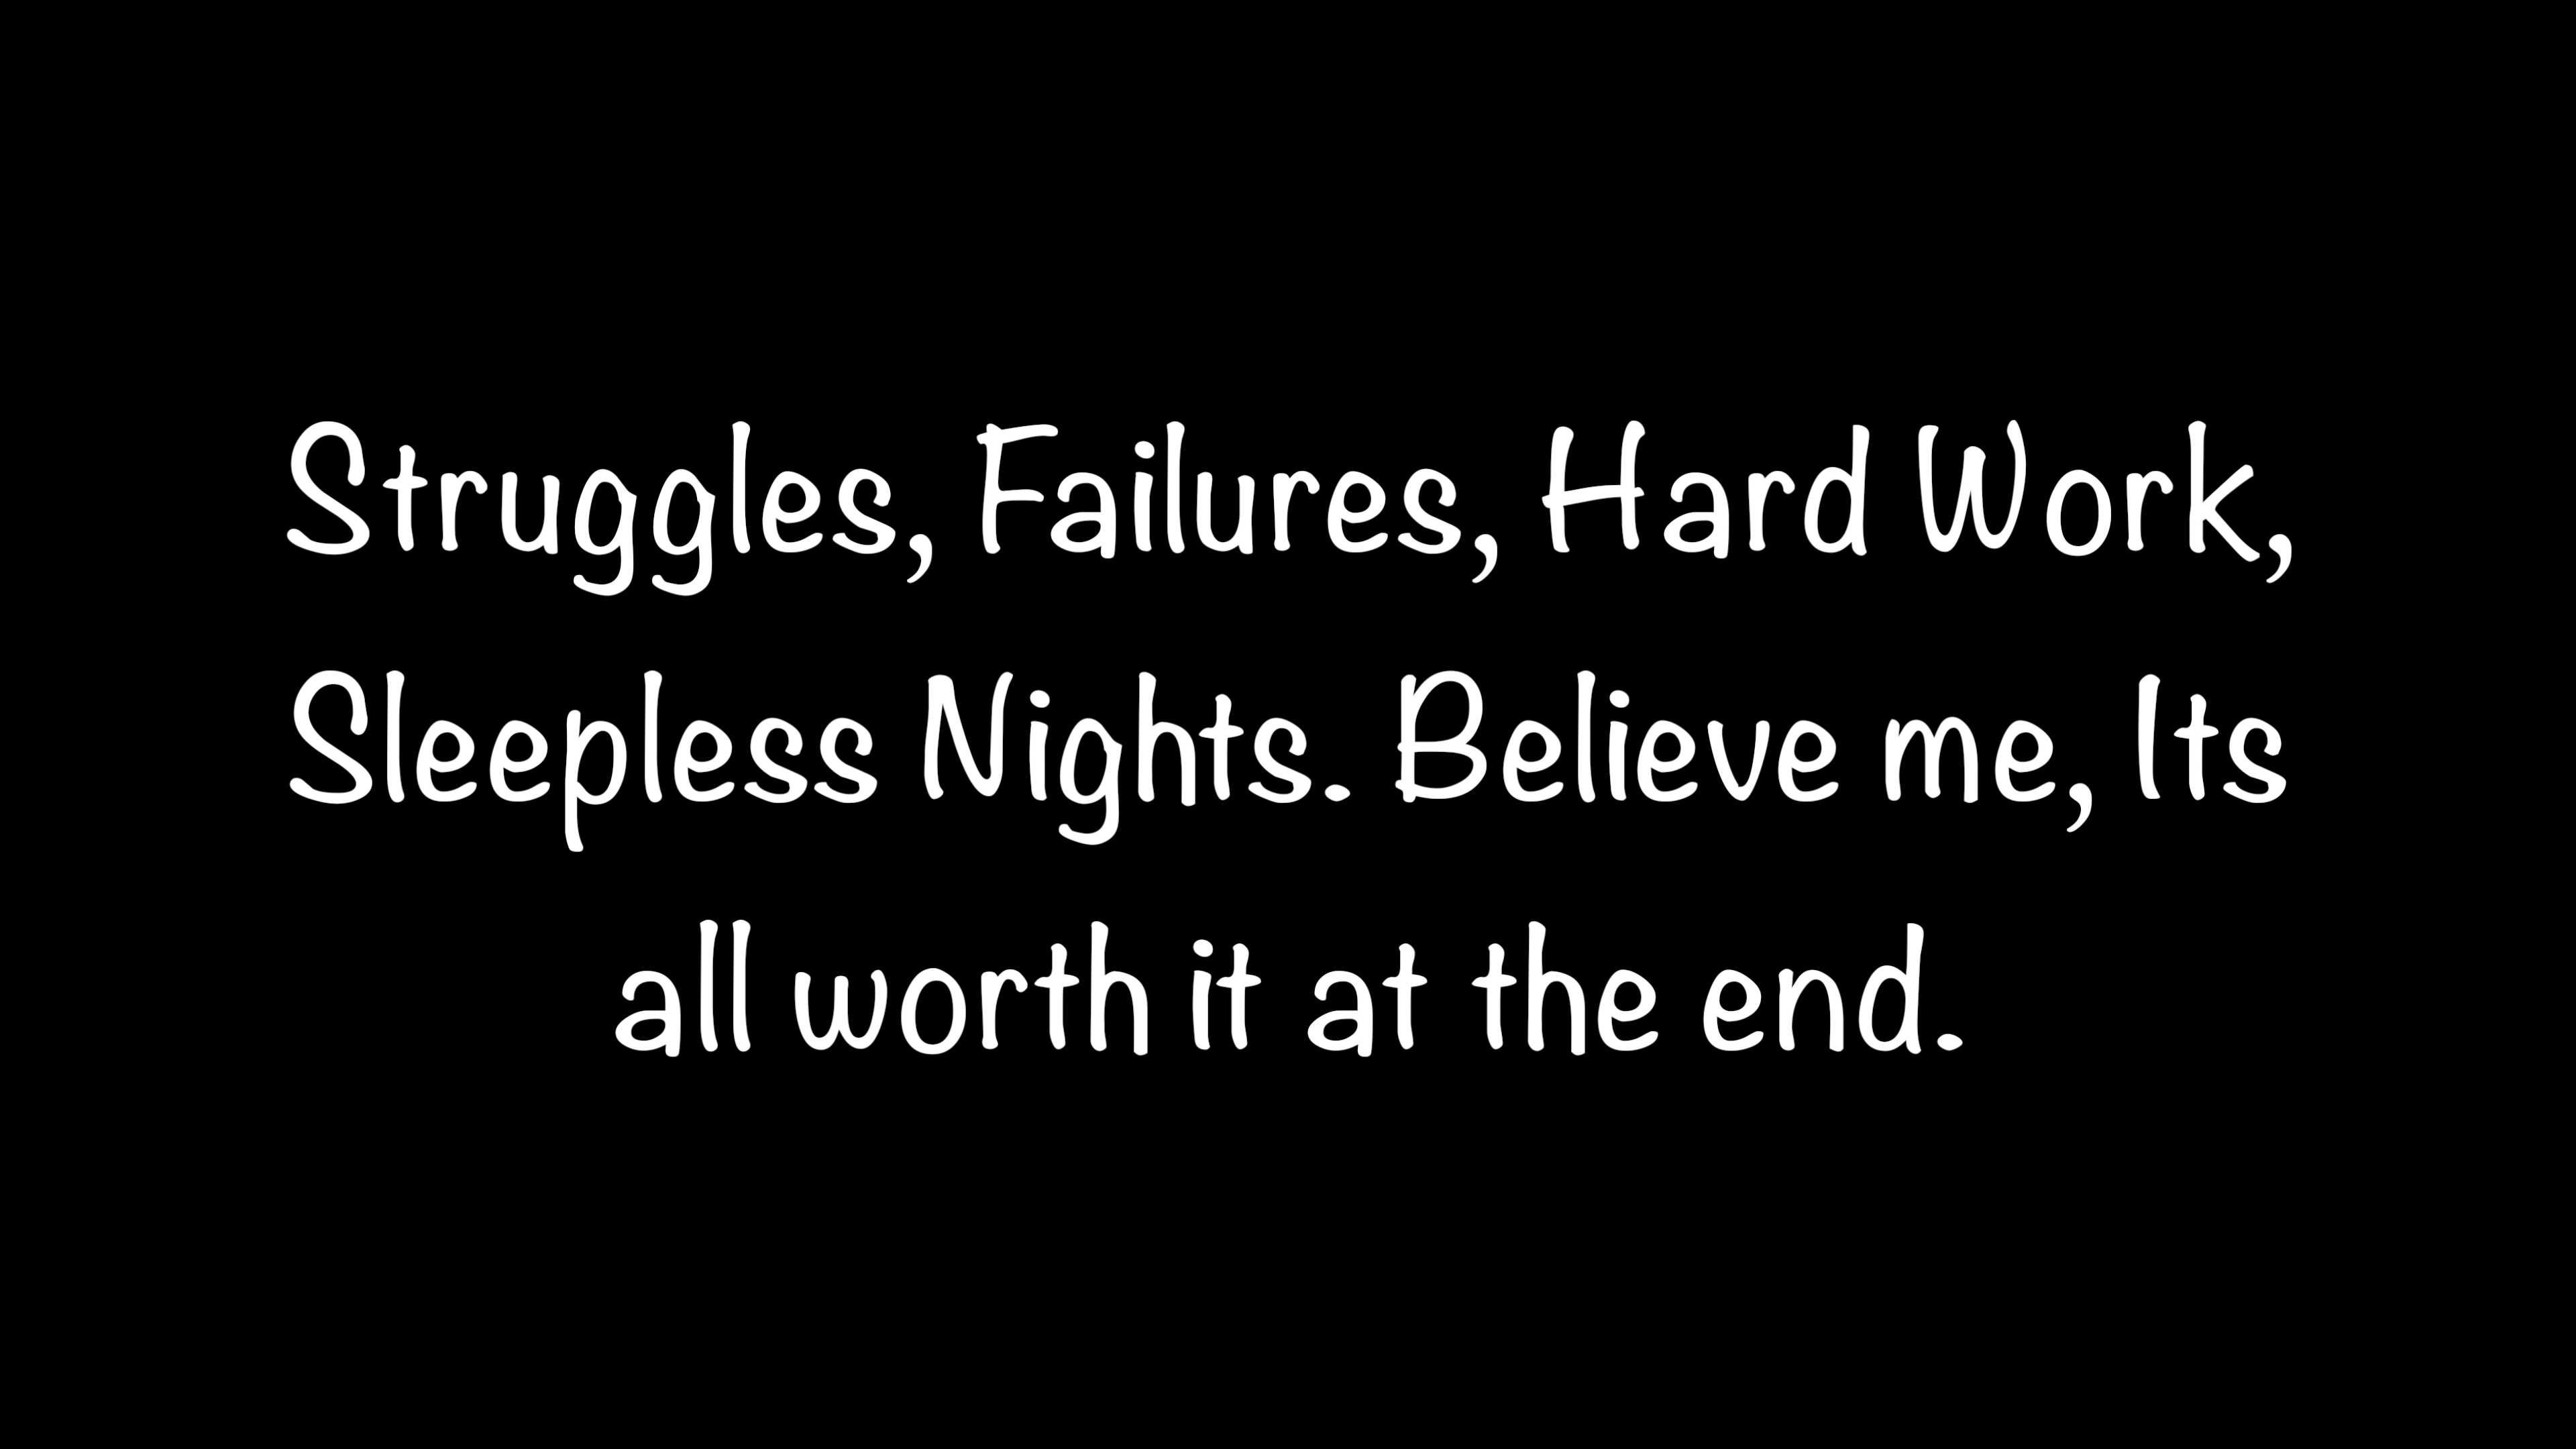 Struggles, Failures, Hard Work,
Sleepless Nights. Believe me, Its
all worth it at the end.